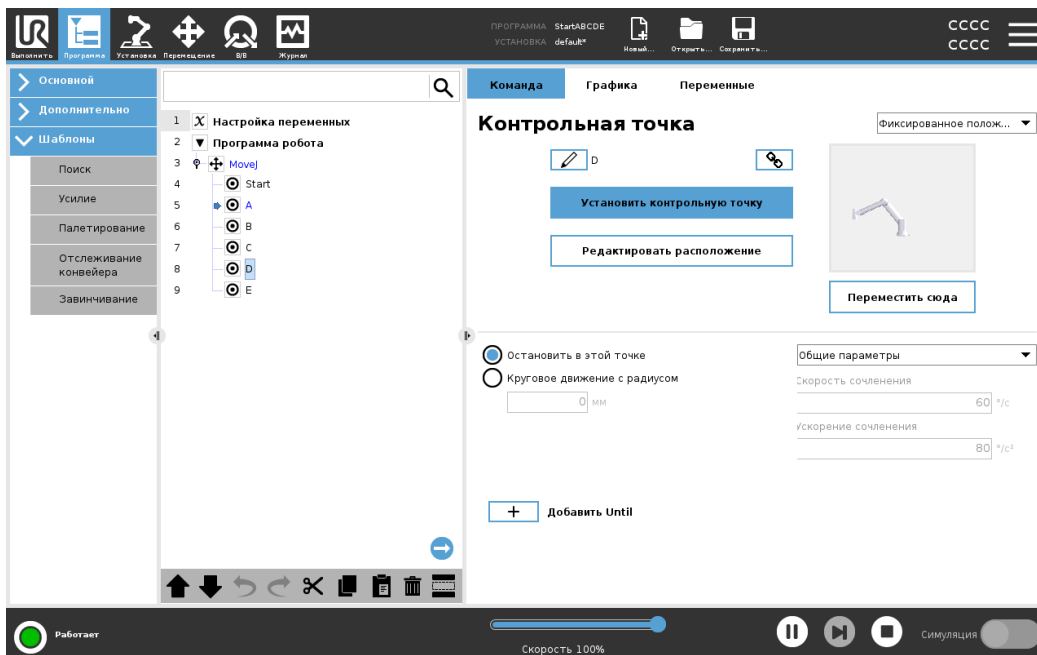 ПРОГРАММА StartABCDE
УСТАНОВКА default*
CCCC
CCCC
Выполнить Программа Установка Перемещение В/В Журнал
Новый... Открыть... Сохранить...
Основной
Дополнительно
Шаблоны
Поиск
Усилие
Палетирование
Отслеживание
конвейера
Завинчивание
1 X Настройка переменных
2 Программа робота
3 MoveJ
4 Start
5 A
6 B
7 C
8 D
9 E
Команда Графика Переменные
Контрольная точка
Фиксированное полож...
D
Установить контрольную точку
Редактировать расположение
Переместить сюда
Остановить в этой точке
Общие параметры
Круговое движение с радиусом
Скорость сочленения
0 мм
60 °/с
Ускорение сочленения
80 °/с²
Добавить Until
Работает
Скорость 100%
Симуляция